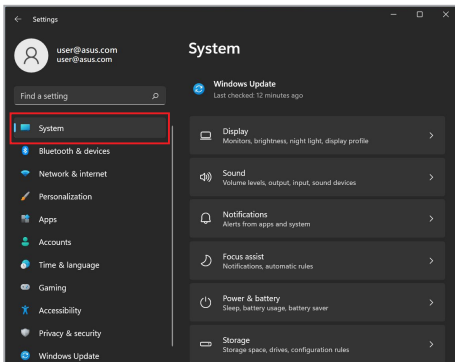 Settings
user@asus.com
user@asus.com
Find a setting
System
Bluetooth & devices
Network & internet
Personalization
Apps
Accounts
Time & language
Gaming
Accessibility
Privacy & security
Windows Update
System
Windows Update
Last checked: 12 minutes ago
Display
Monitors, brightness, night light, display profile
Sound
Volume levels, output, input, sound devices
Notifications
Alerts from apps and system
Focus assist
Notifications, automatic rules
Power & battery
Sleep, battery usage, battery saver
Storage
Storage space, drives, configuration rules